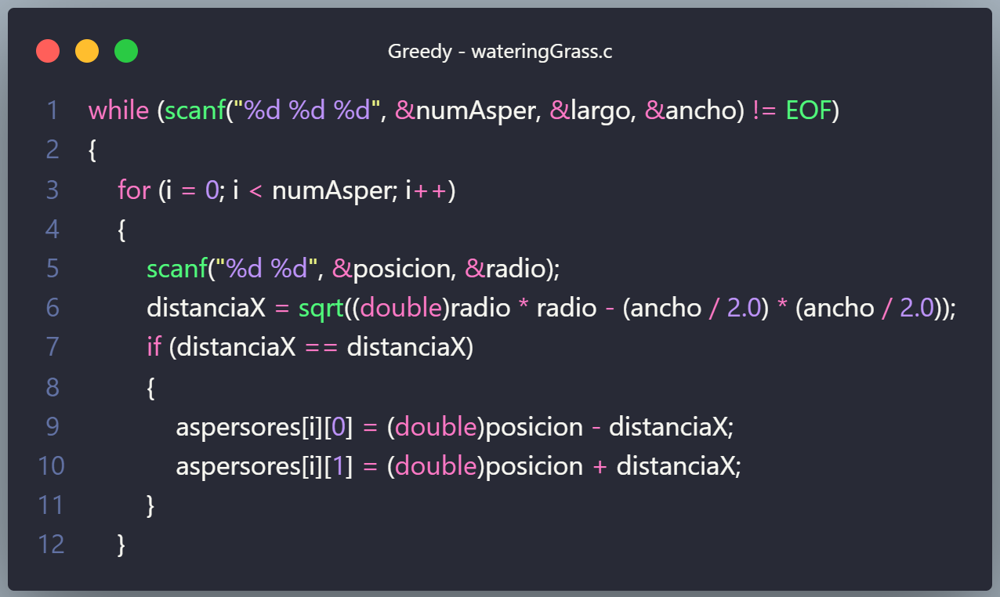 Greedy - wateringGrass.c
1 while (scanf("%d %d %d", &numAsper, &largo, &ancho) != EOF)
2 {
3     for (i = 0; i < numAsper; i++)
4     {
5         scanf("%d %d", &posicion, &radio);
6         distanciaX = sqrt((double)radio * radio - (ancho / 2.0) * (ancho / 2.0));
7         if (distanciaX == distanciaX)
8         {
9             aspersores[i][0] = (double)posicion - distanciaX;
10             aspersores[i][1] = (double)posicion + distanciaX;
11         }
12     }